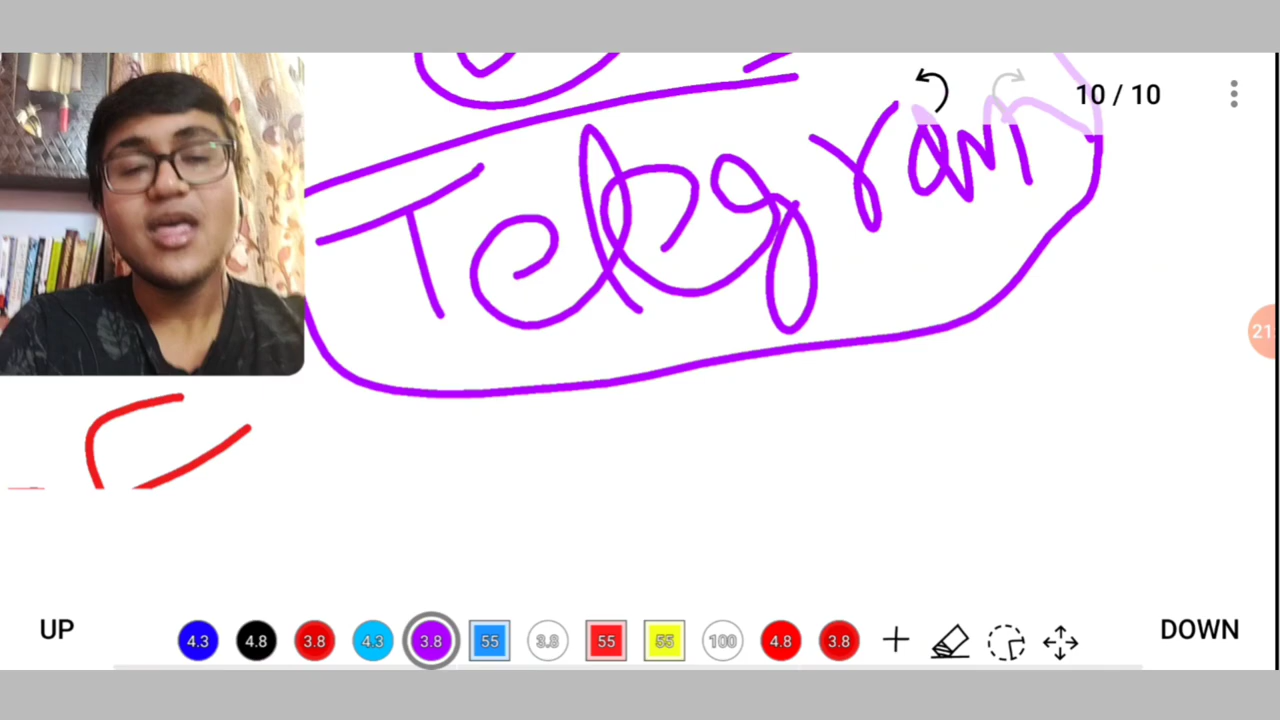 10 / 10
Telegram
21
UP
4.3 4.8 3.8 4.3 3.8 55 3.8 55 55 100 4.8 3.8
DOWN